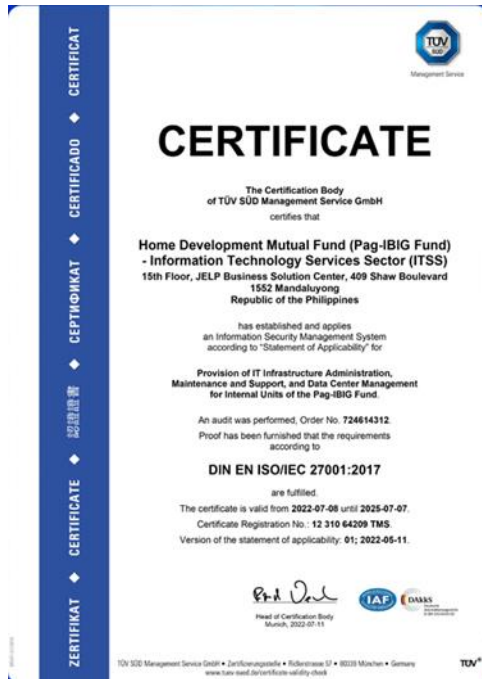 ZERTIFIKAT ◆ CERTIFICATE ◆ 認證證書 ◆ СЕРТИФИКАТ ◆ CERTIFICADO ◆ CERTIFICAT
TÜV
SÜD
Management Service
CERTIFICATE
The Certification Body
of TÜV SÜD Management Service GmbH
certifies that
Home Development Mutual Fund (Pag-IBIG Fund)
- Information Technology Services Sector (ITSS)
15th Floor, JELP Business Solution Center, 409 Shaw Boulevard
1552 Mandaluyong
Republic of the Philippines
has established and applies
an Information Security Management System
according to “Statement of Applicability” for
Provision of IT Infrastructure Administration,
Maintenance and Support, and Data Center Management
for Internal Units of the Pag-IBIG Fund.
An audit was performed, Order No. 724614312.
Proof has been furnished that the requirements
according to
DIN EN ISO/IEC 27001:2017
are fulfilled.
The certificate is valid from 2022-07-08 until 2025-07-07.
Certificate Registration No.: 12 310 64209 TMS.
Version of the statement of applicability: 01; 2022-05-11.
Head of Certification Body
Munich, 2022-07-11
IAF
DAkkS
TÜV SÜD Management Service GmbH • Zertifizierungsstelle • Ridlerstrasse 57 • 80339 München • Germany
www.tuev-sued.de/certificate-validity-check
TÜV®